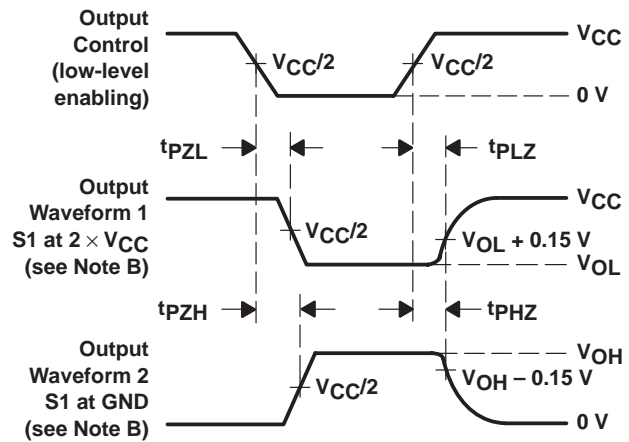 Output
Control
(low-level
enabling)
VCC/2
VCC/2
VCC
0 V
tPZL
tPLZ
Output
Waveform 1
S1 at 2 × VCC
(see Note B)
VCC/2
VCC
VOL + 0.15 V
VOL
tPZH
tPHZ
Output
Waveform 2
S1 at GND
(see Note B)
VCC/2
VOH
VOH – 0.15 V
0 V